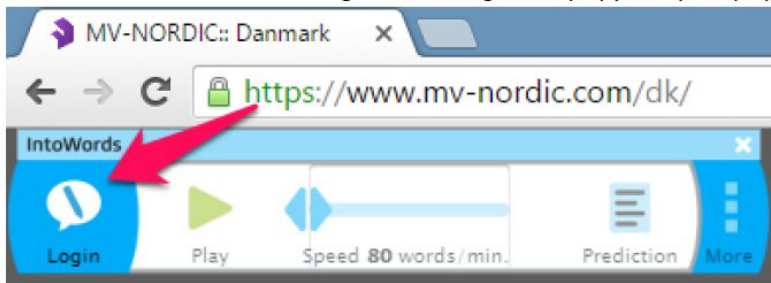 MV-NORDIC:: Danmark
https://www.mv-nordic.com/dk/
IntoWords
Login Play Speed 80 words/min. Prediction More